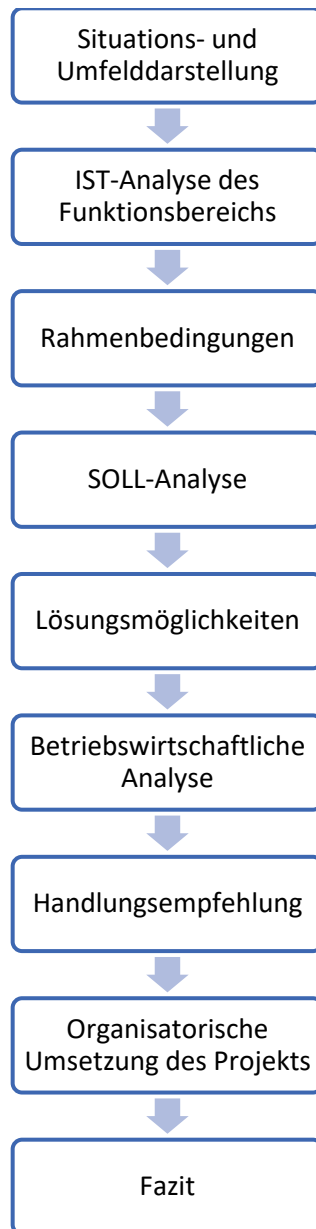 Situations- und
Umfelddarstellung
IST-Analyse des
Funktionsbereichs
Rahmenbedingungen
SOLL-Analyse
Lösungsmöglichkeiten
Betriebswirtschaftliche
Analyse
Handlungsempfehlung
Organisatorische
Umsetzung des Projekts
Fazit